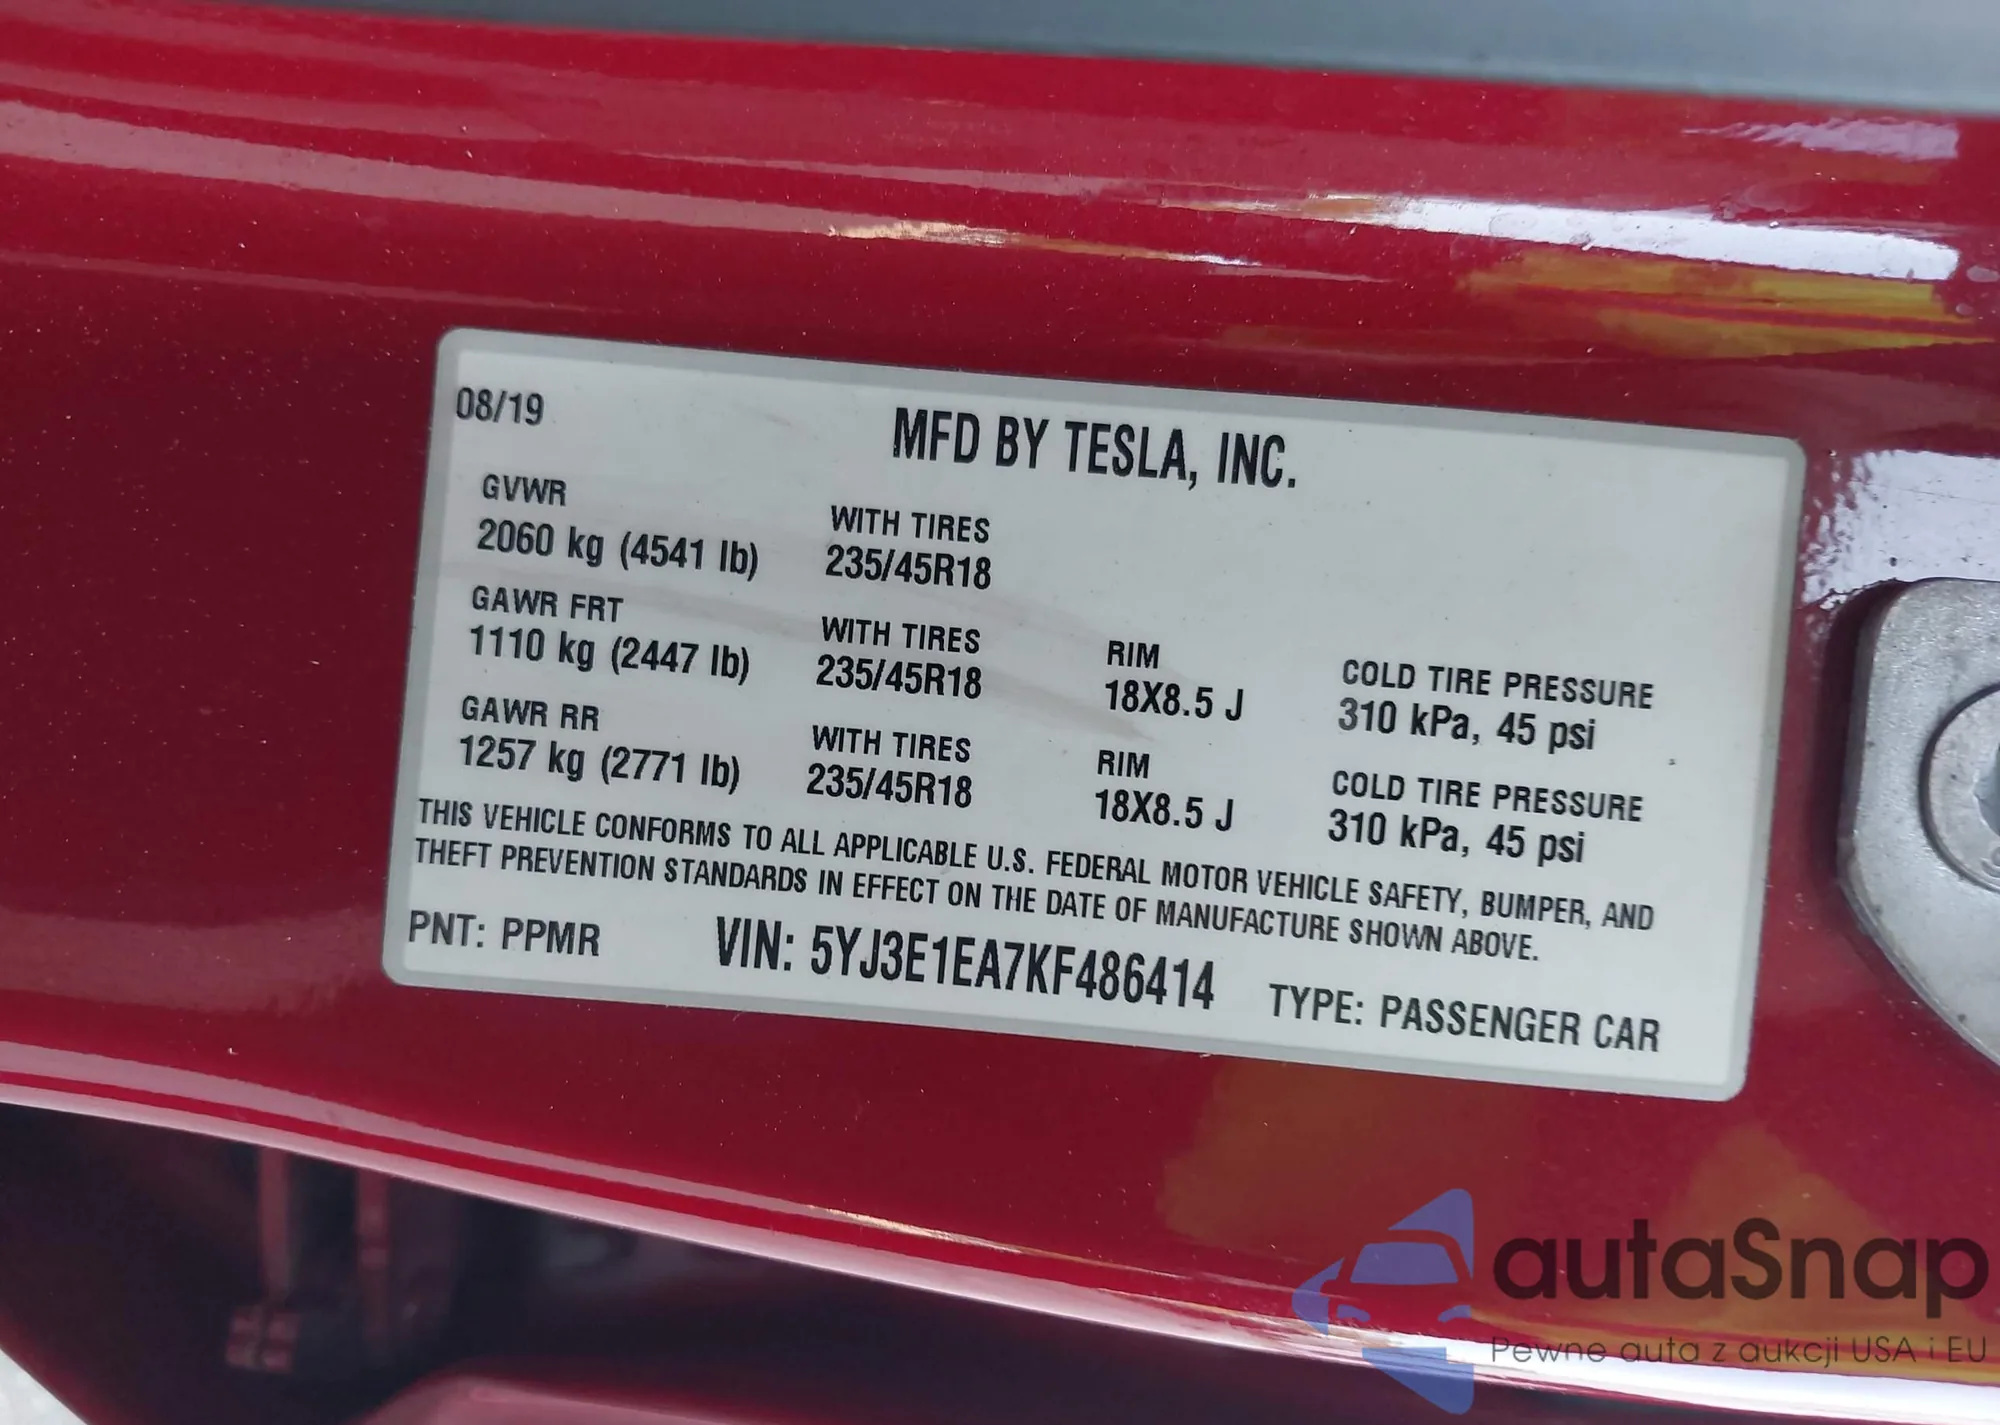 08/19
MFD BY TESLA, INC.
GVWR
2060 kg (4541 lb)
WITH TIRES
235/45R18
GAWR FRT
1110 kg (2447 lb)
WITH TIRES
235/45R18
RIM
18X8.5 J
COLD TIRE PRESSURE
310 kPa, 45 psi
GAWR RR
1257 kg (2771 lb)
WITH TIRES
235/45R18
RIM
18X8.5 J
COLD TIRE PRESSURE
310 kPa, 45 psi
THIS VEHICLE CONFORMS TO ALL APPLICABLE U.S. FEDERAL MOTOR VEHICLE SAFETY, BUMPER, AND
THEFT PREVENTION STANDARDS IN EFFECT ON THE DATE OF MANUFACTURE SHOWN ABOVE.
PNT: PPMR
VIN: 5YJ3E1EA7KF486414
TYPE: PASSENGER CAR
autaSnap
Pewne auta z aukcji USA i EU